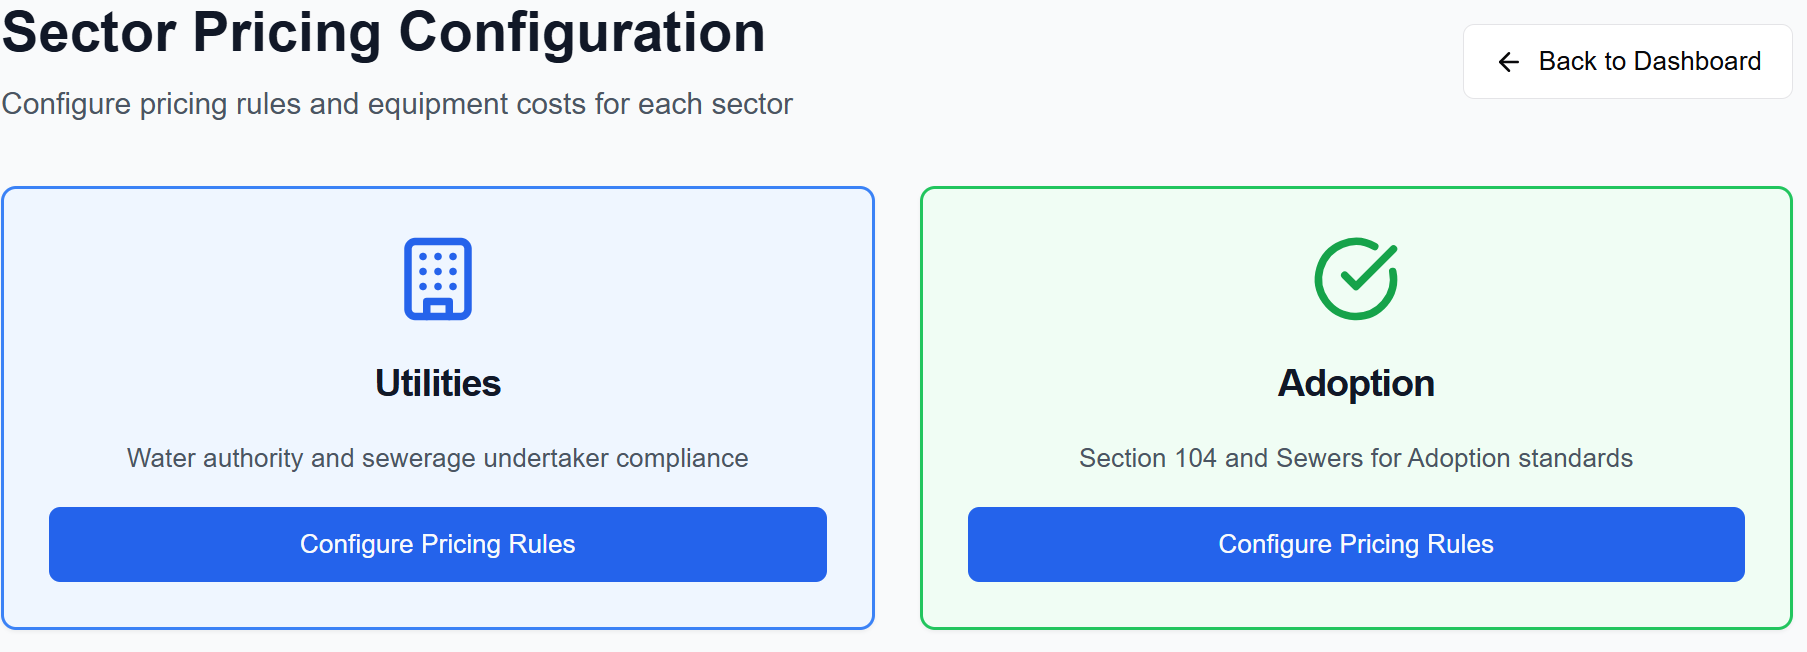 Sector Pricing Configuration
Back to Dashboard
Configure pricing rules and equipment costs for each sector
Utilities
Water authority and sewerage undertaker compliance
Configure Pricing Rules
Adoption
Section 104 and Sewers for Adoption standards
Configure Pricing Rules